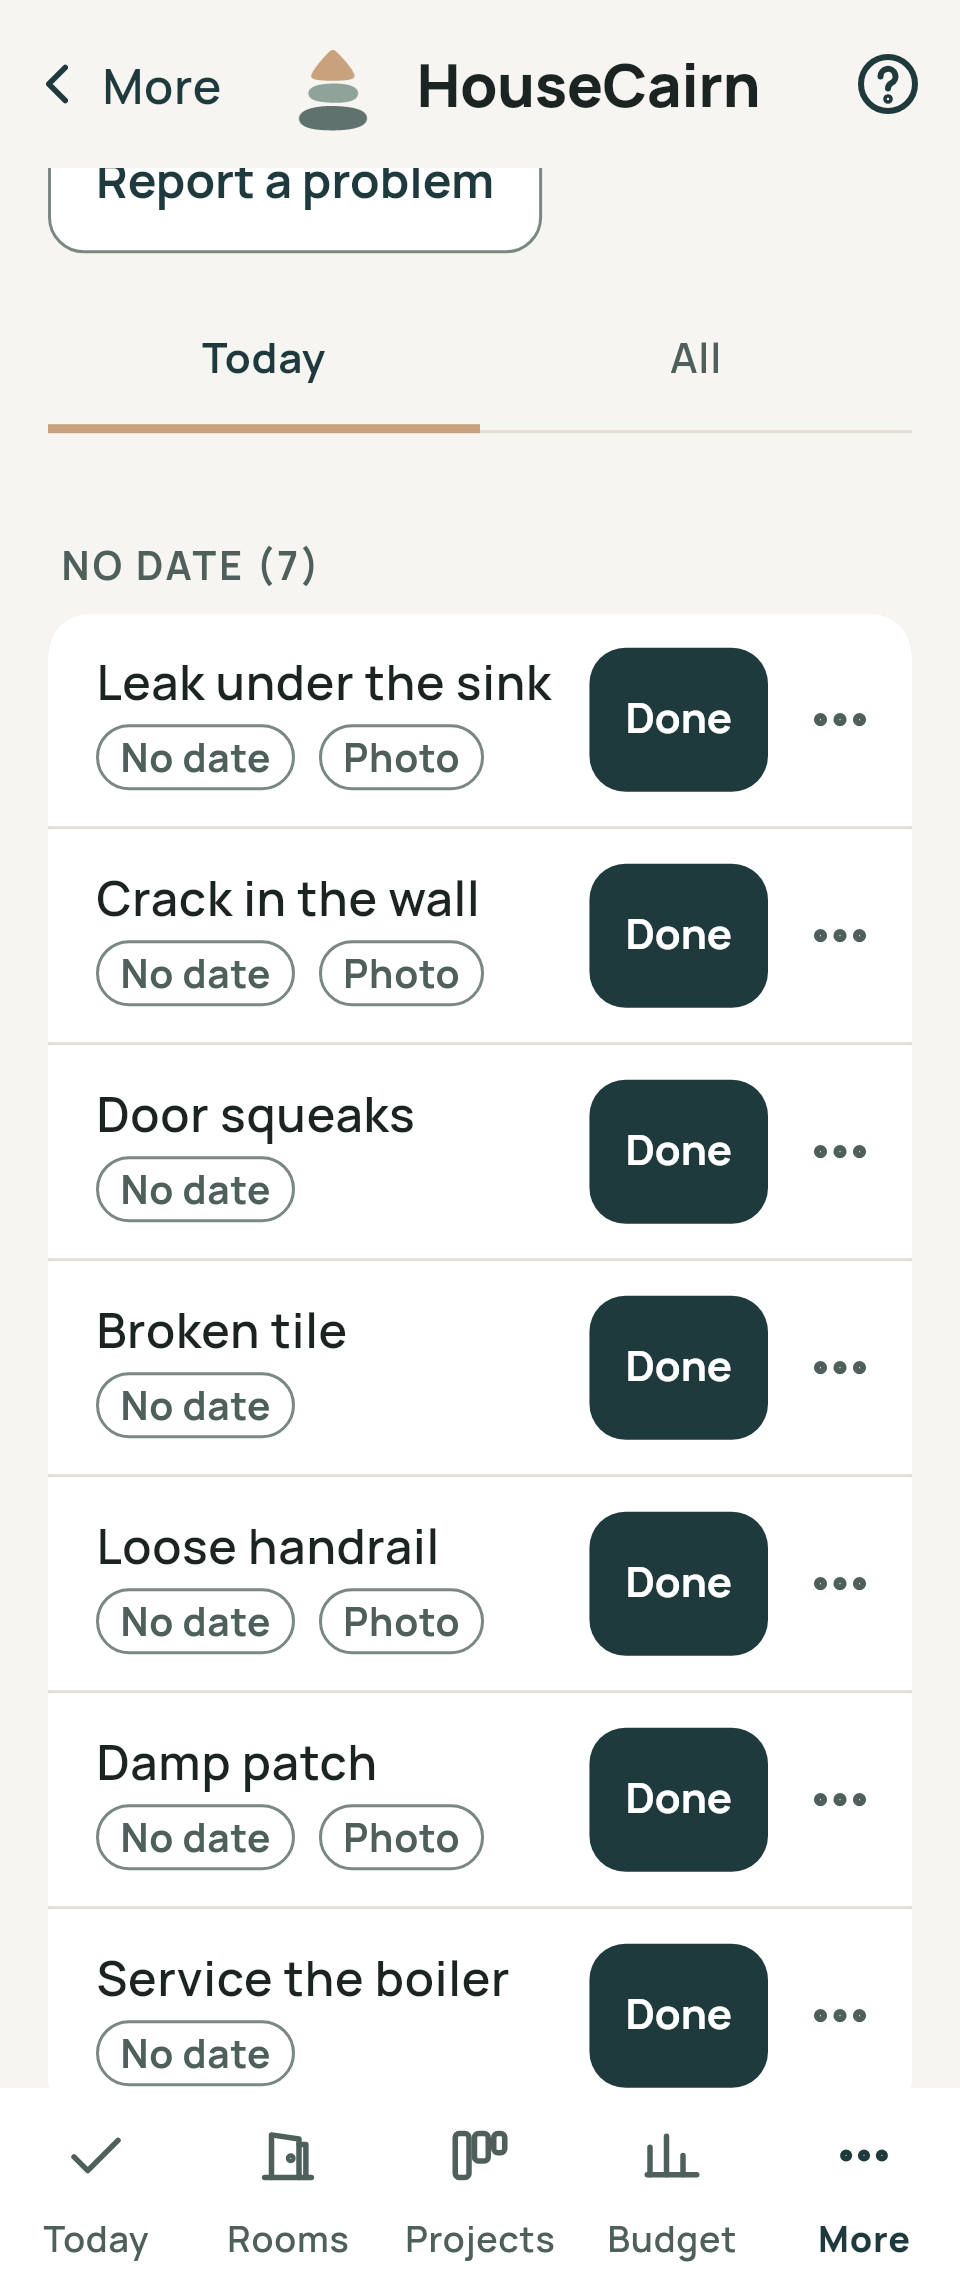 More
HouseCairn
Report a problem
Today
All
NO DATE (7)
Leak under the sink
No date
Photo
Done
Crack in the wall
No date
Photo
Done
Door squeaks
No date
Done
Broken tile
No date
Done
Loose handrail
No date
Photo
Done
Damp patch
No date
Photo
Done
Service the boiler
No date
Done
Today
Rooms
Projects
Budget
More